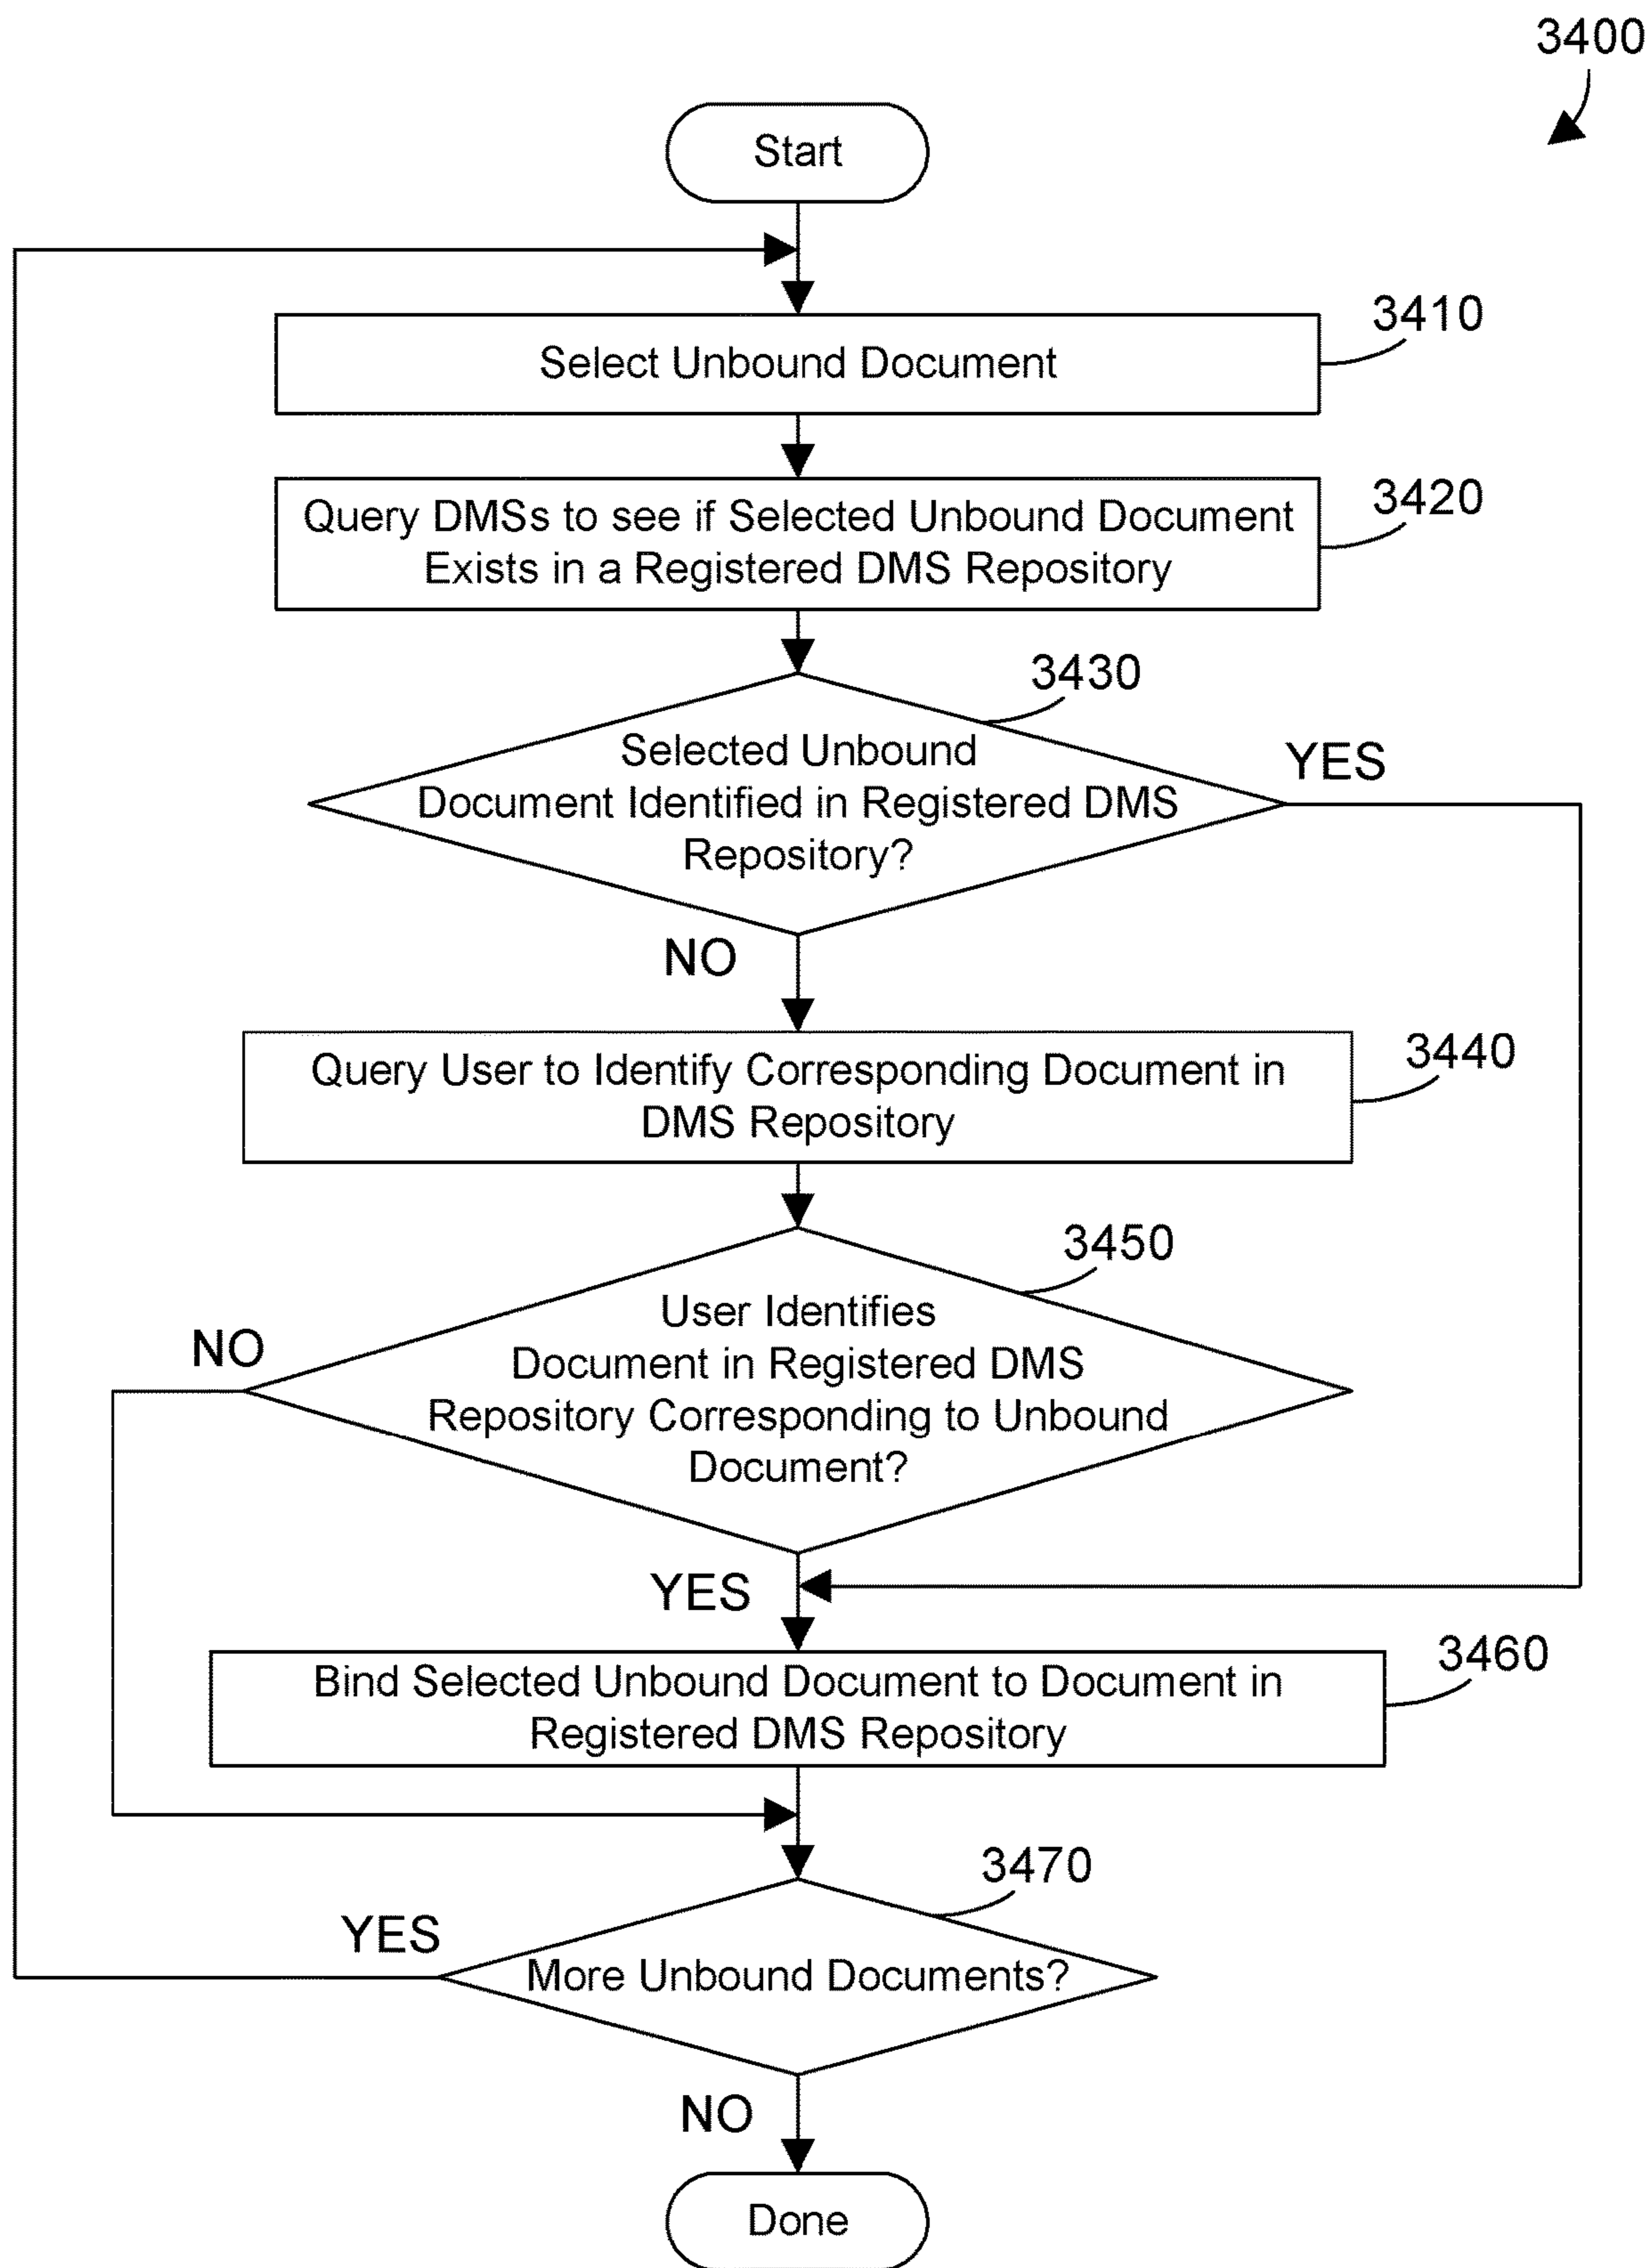 3400
Start
3410
Select Unbound Document
3420
Query DMSs to see if Selected Unbound Document
Exists in a Registered DMS Repository
3430
Selected Unbound
Document Identified in Registered DMS
Repository?
YES
NO
3440
Query User to Identify Corresponding Document in
DMS Repository
3450
User Identifies
Document in Registered DMS
Repository Corresponding to Unbound
Document?
NO
YES
3460
Bind Selected Unbound Document to Document in
Registered DMS Repository
3470
More Unbound Documents?
YES
NO
Done